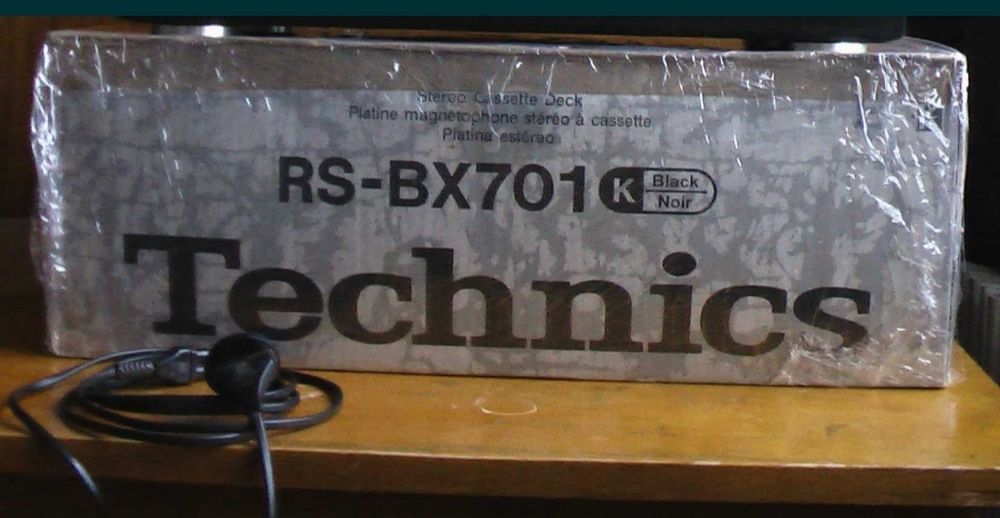 Stereo Cassette Deck
Platine magnétophone stéréo à cassette
Platina estéreo
RS-BX701 K Black
Noir
Technics